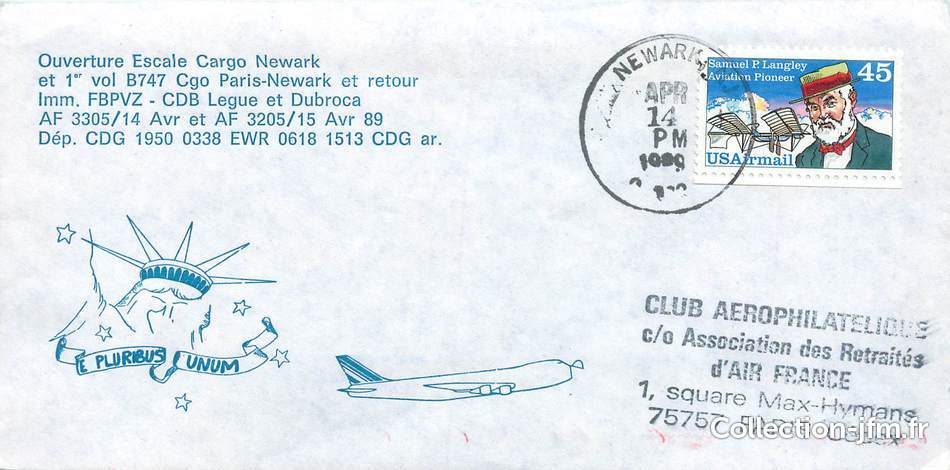 Ouverture Escale Cargo Newark
et 1er vol B747 Cgo Paris-Newark et retour
Imm. FBPVZ - CDB Legue et Dubroca
AF 3305/14 Avr et AF 3205/15 Avr 89
Dép. CDG 1950 0338 EWR 0618 1513 CDG ar.
NEWARK
APR
14
PM
1989
Samuel P. Langley
Aviation Pioneer
45
USAirmail
E PLURIBUS UNUM
CLUB AEROPHILATELIQUE
c/o Association des Retraités
d'AIR FRANCE
1, square Max-Hymans
75757
Collection-jfm.fr